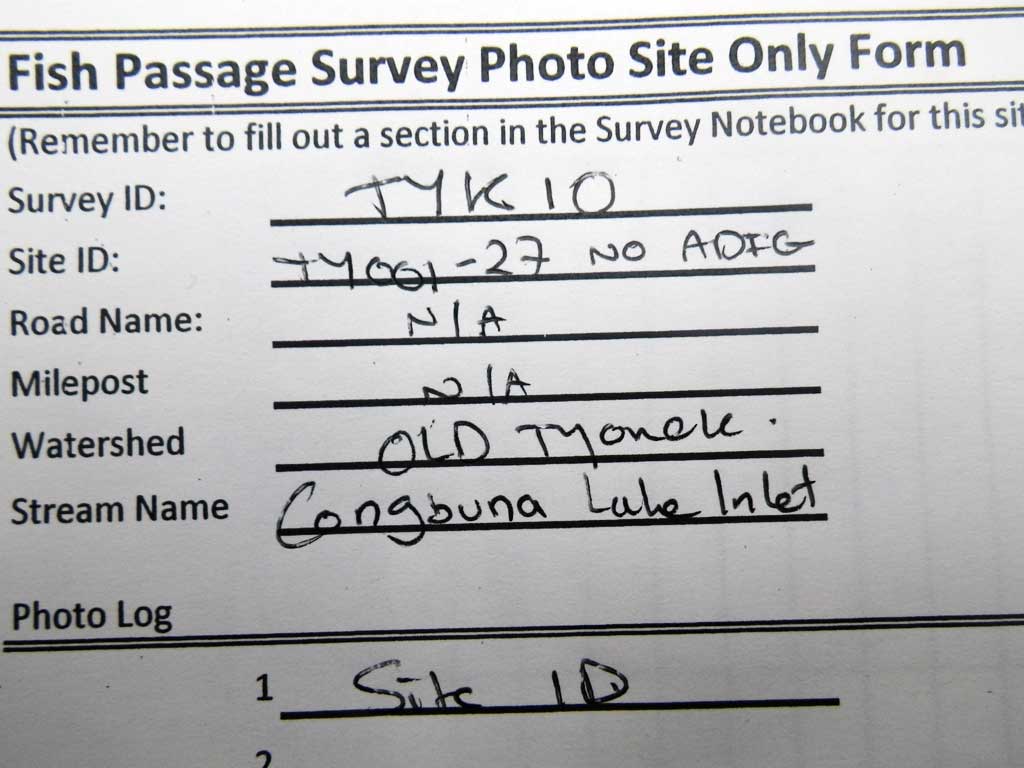 Fish Passage Survey Photo Site Only Form
(Remember to fill out a section in the Survey Notebook for this sit
Survey ID: TYK 10
Site ID: TY001-27 NO ADFG
Road Name: N/A
Milepost N/A
Watershed OLD Tyonek.
Stream Name Congbuna Lake Inlet
Photo Log
1 Site ID
2